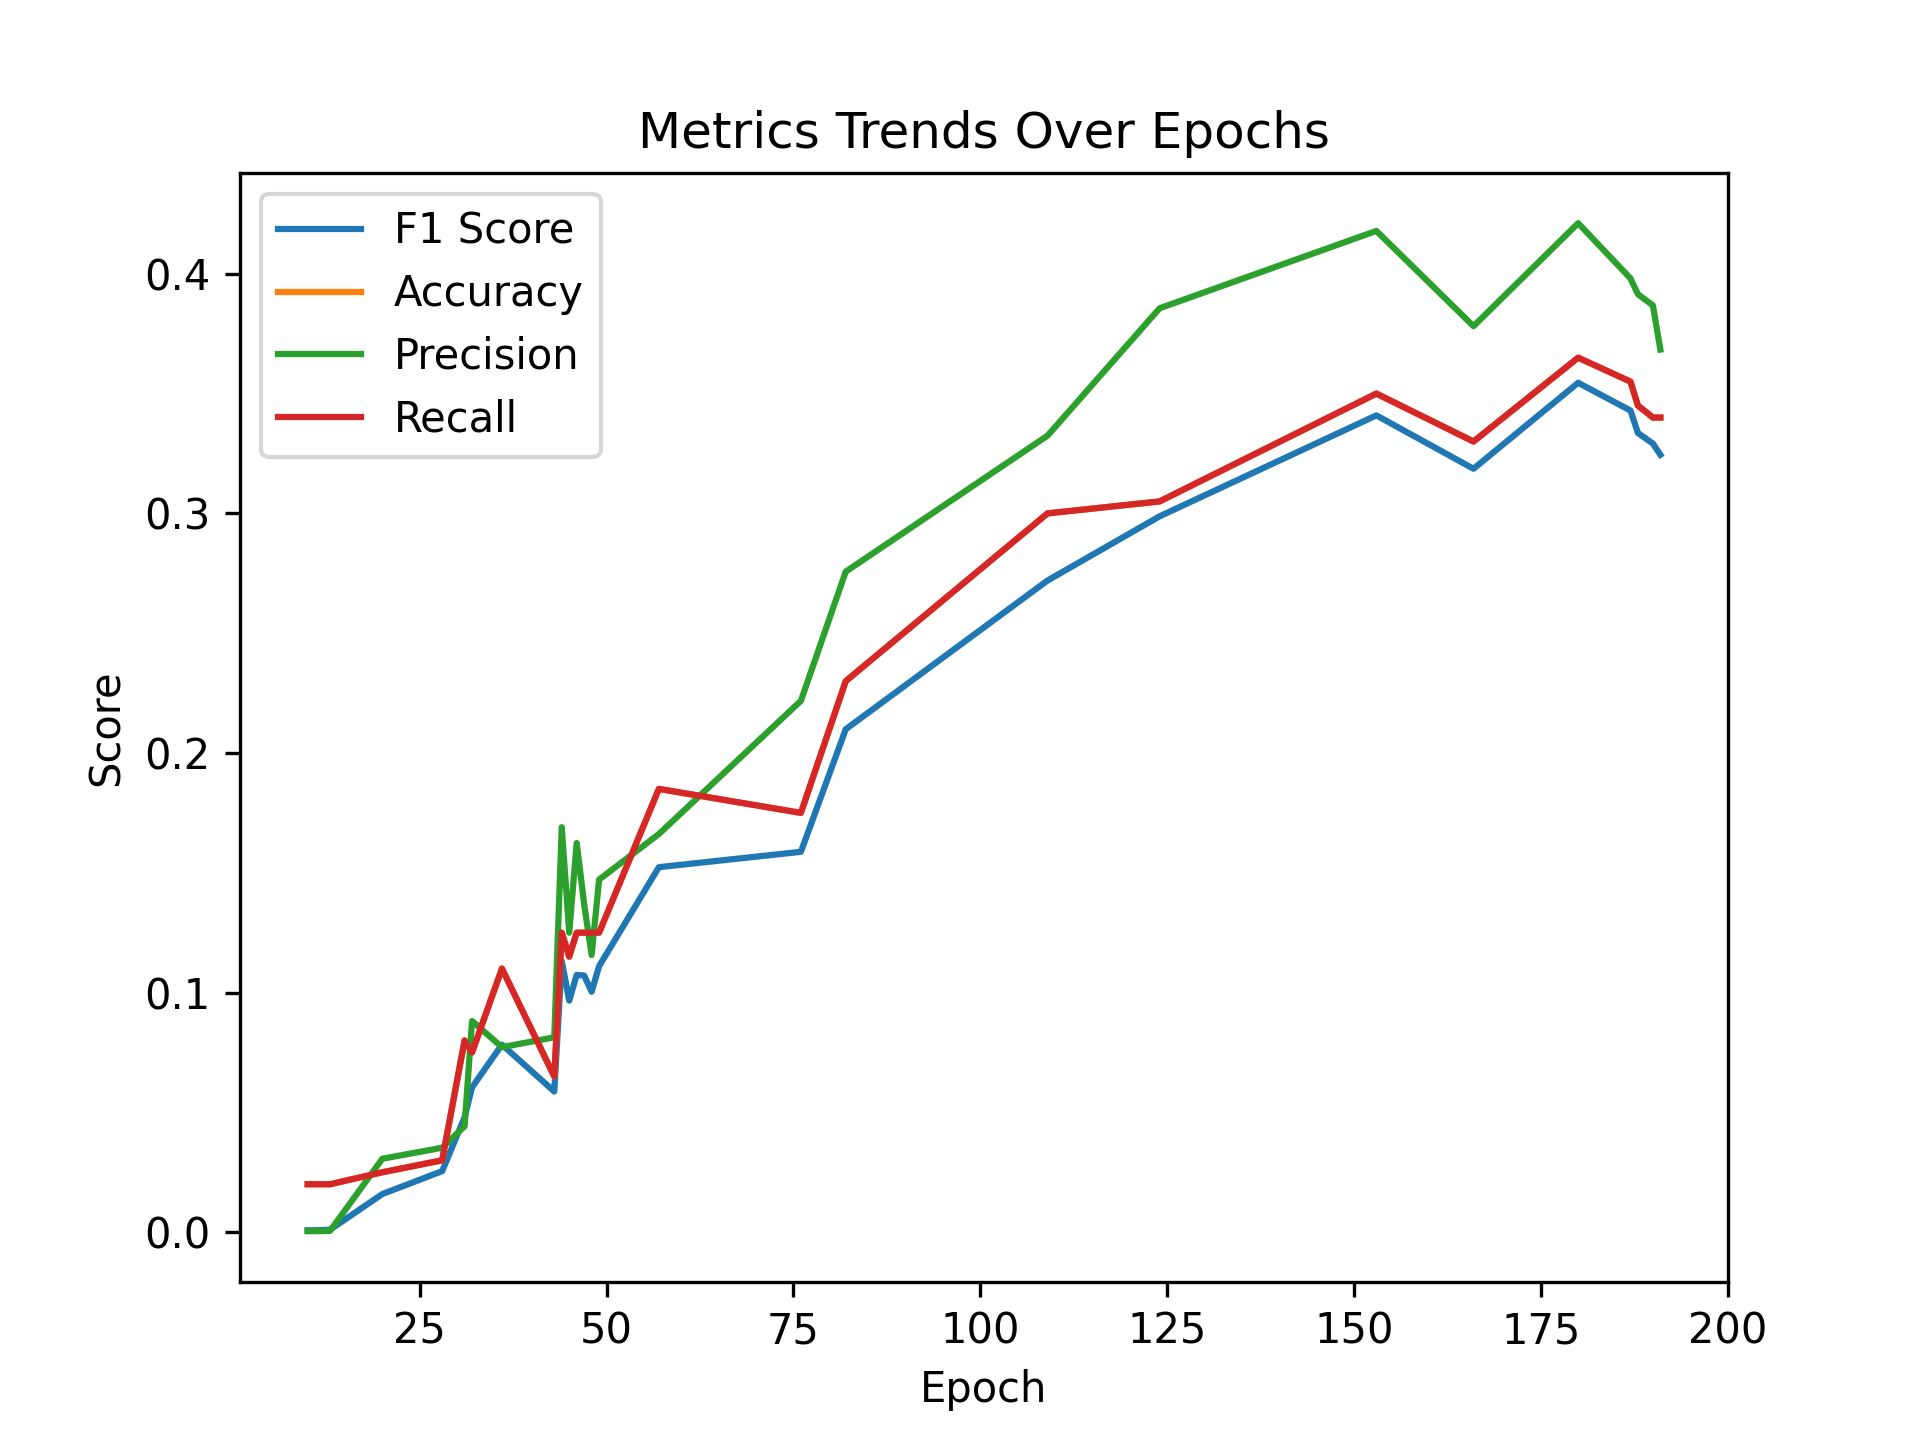 Metrics Trends Over Epochs
F1 Score
Accuracy
Precision
Recall
0.4
0.3
0.2
0.1
0.0
Score
25 50 75 100 125 150 175 200
Epoch